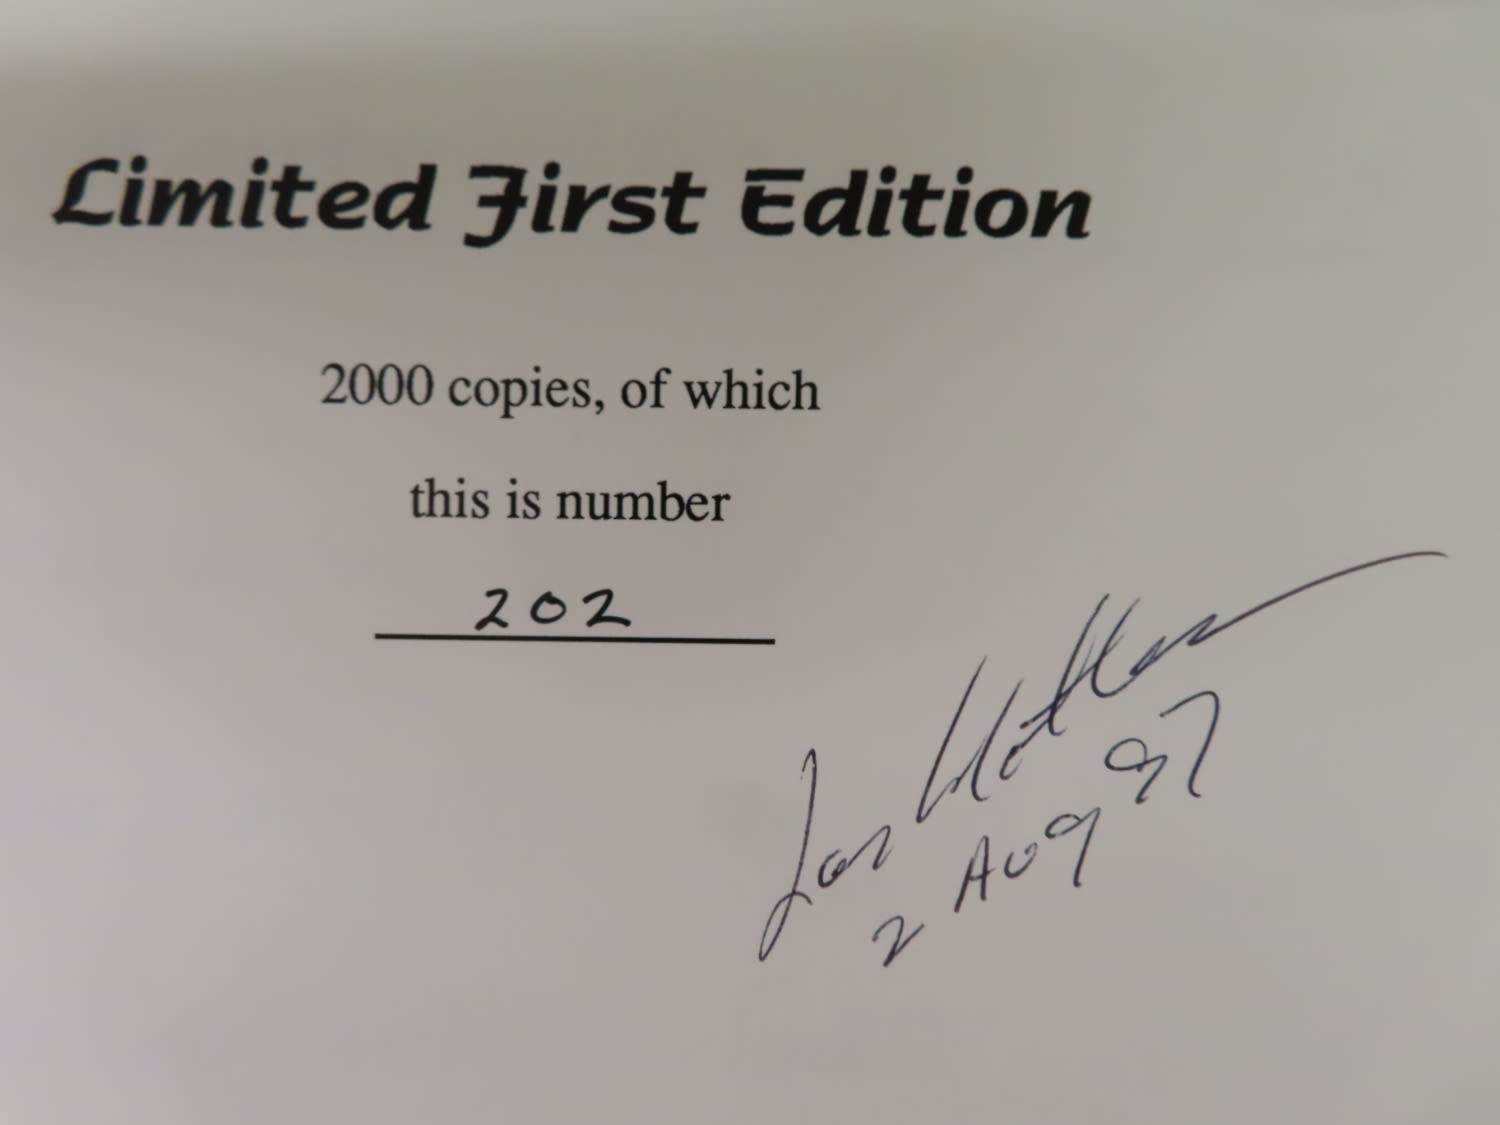 Limited First Edition
2000 copies, of which
this is number
202
2 Aug 97